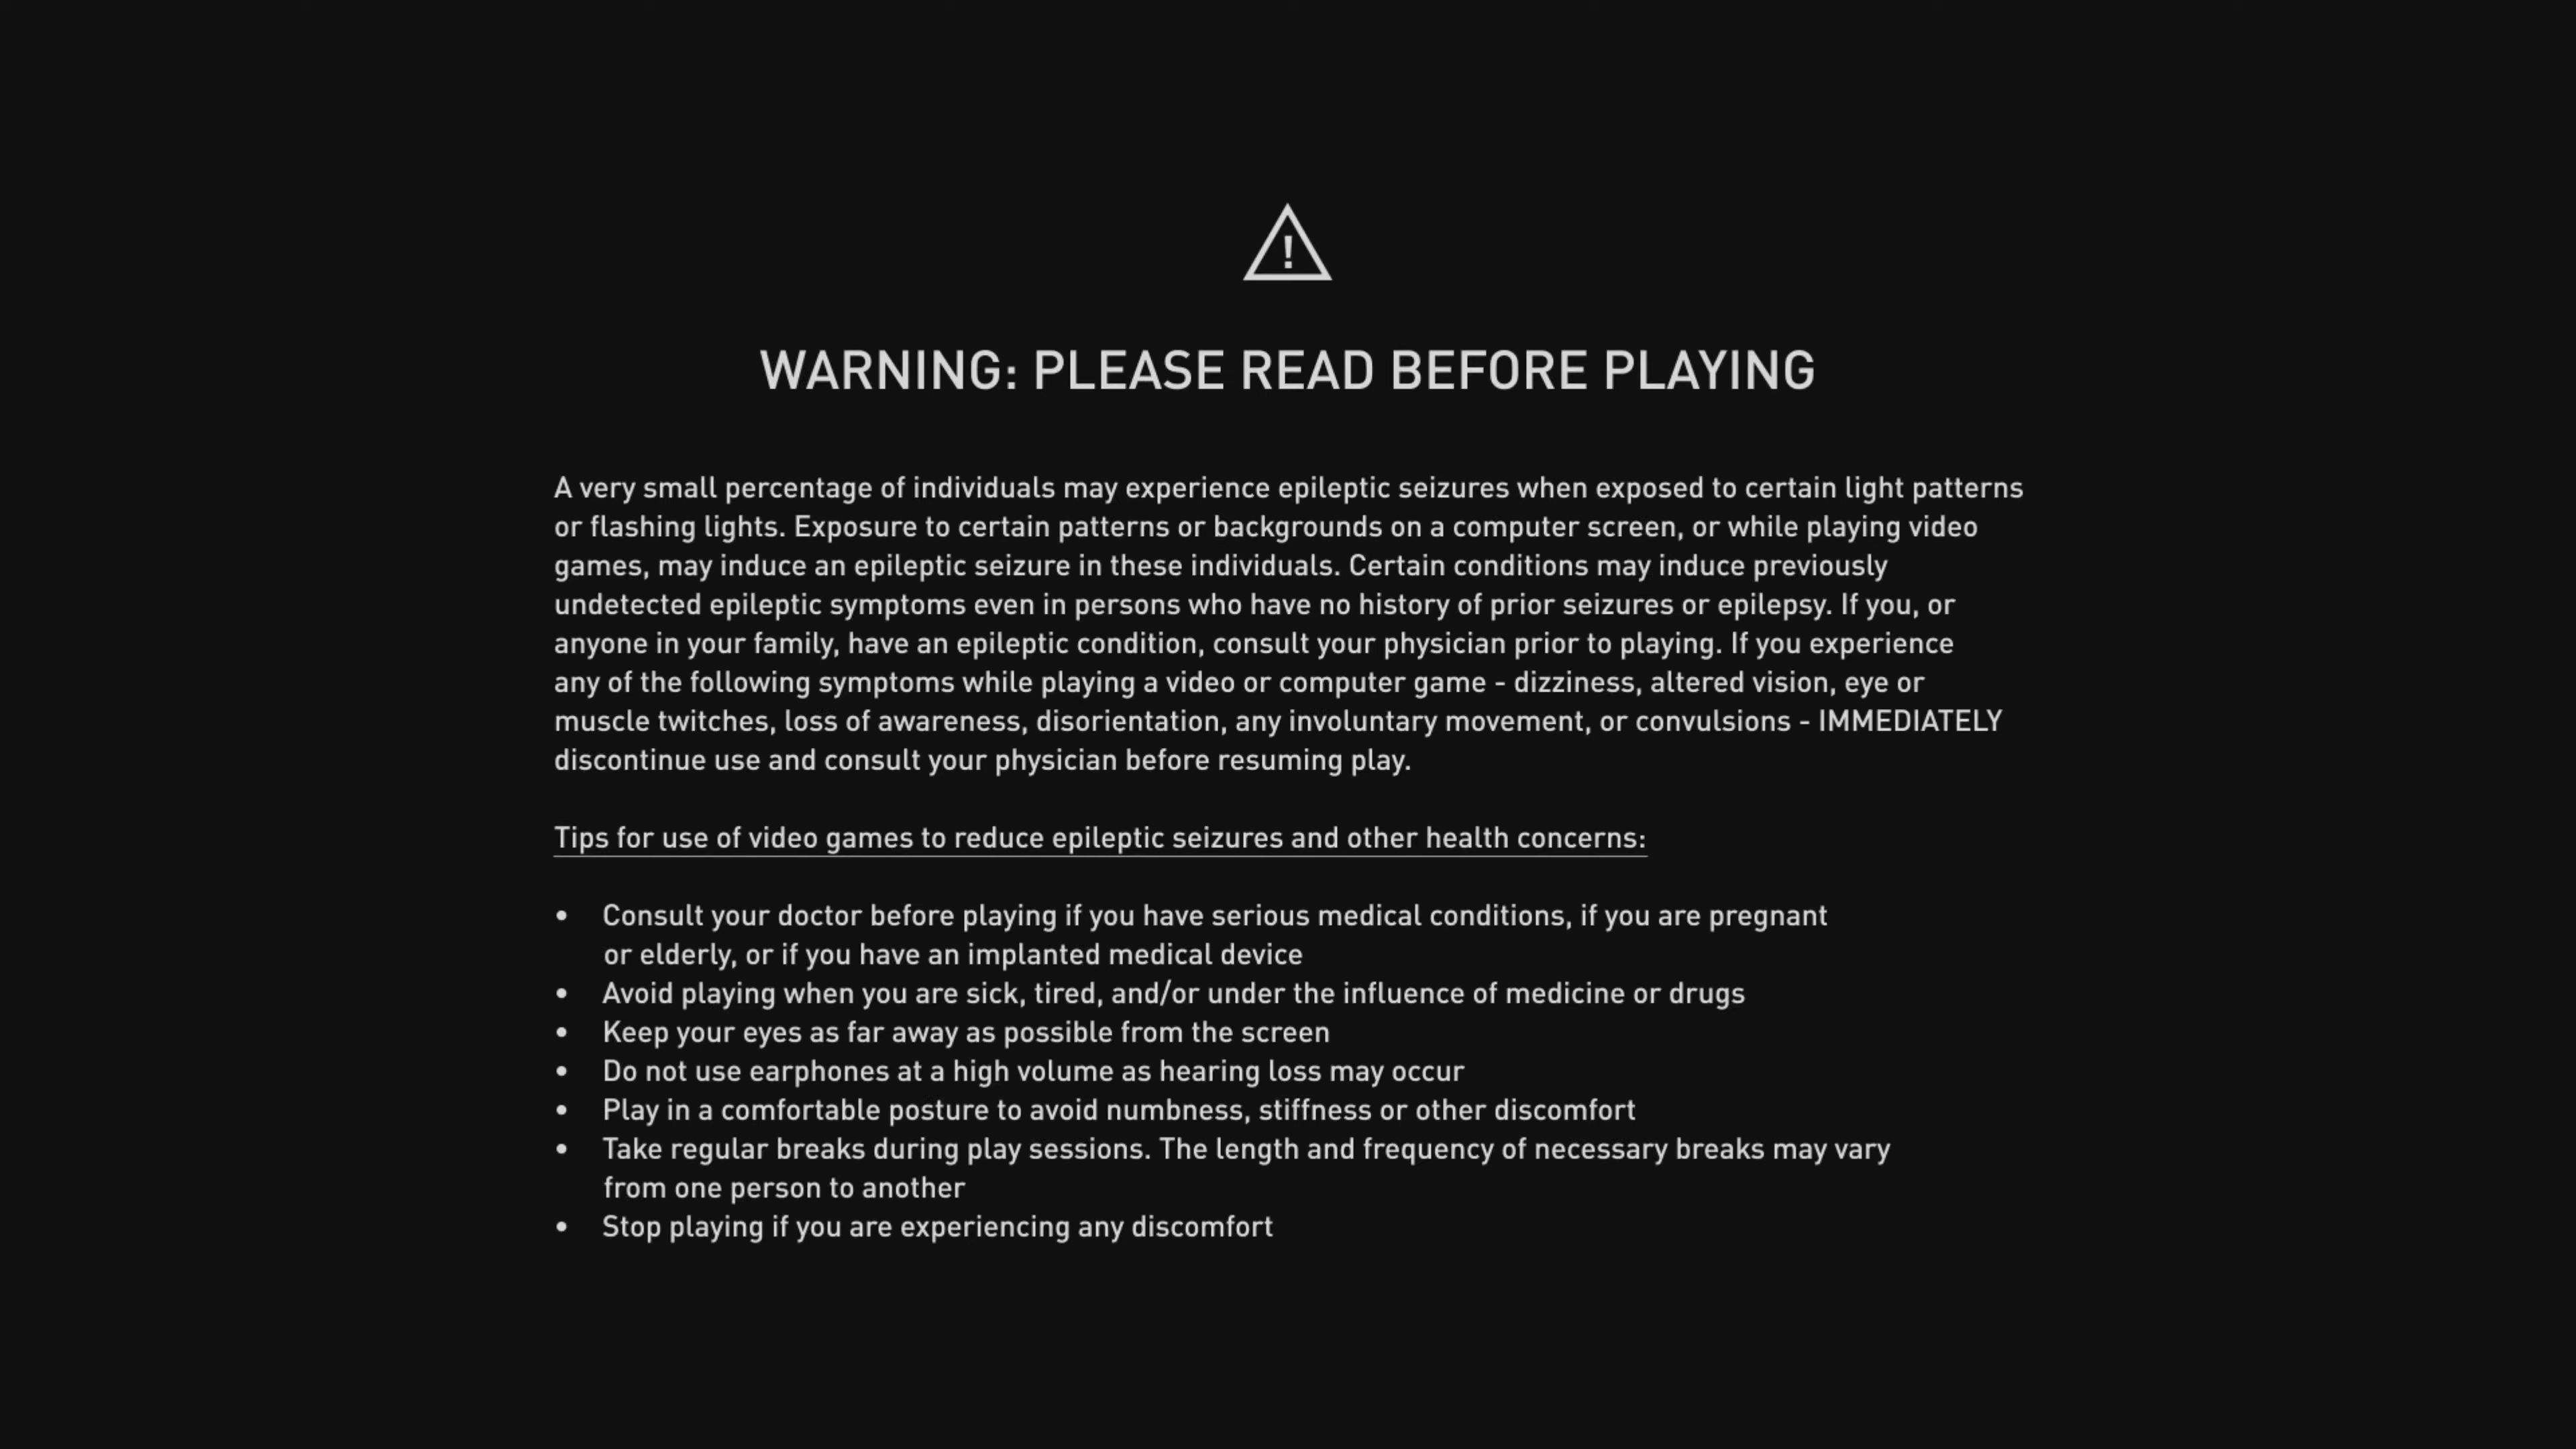 !
WARNING: PLEASE READ BEFORE PLAYING
A very small percentage of individuals may experience epileptic seizures when exposed to certain light patterns
or flashing lights. Exposure to certain patterns or backgrounds on a computer screen, or while playing video
games, may induce an epileptic seizure in these individuals. Certain conditions may induce previously
undetected epileptic symptoms even in persons who have no history of prior seizures or epilepsy. If you, or
anyone in your family, have an epileptic condition, consult your physician prior to playing. If you experience
any of the following symptoms while playing a video or computer game - dizziness, altered vision, eye or
muscle twitches, loss of awareness, disorientation, any involuntary movement, or convulsions - IMMEDIATELY
discontinue use and consult your physician before resuming play.
Tips for use of video games to reduce epileptic seizures and other health concerns:
• Consult your doctor before playing if you have serious medical conditions, if you are pregnant
or elderly, or if you have an implanted medical device
• Avoid playing when you are sick, tired, and/or under the influence of medicine or drugs
• Keep your eyes as far away as possible from the screen
• Do not use earphones at a high volume as hearing loss may occur
• Play in a comfortable posture to avoid numbness, stiffness or other discomfort
• Take regular breaks during play sessions. The length and frequency of necessary breaks may vary
from one person to another
• Stop playing if you are experiencing any discomfort